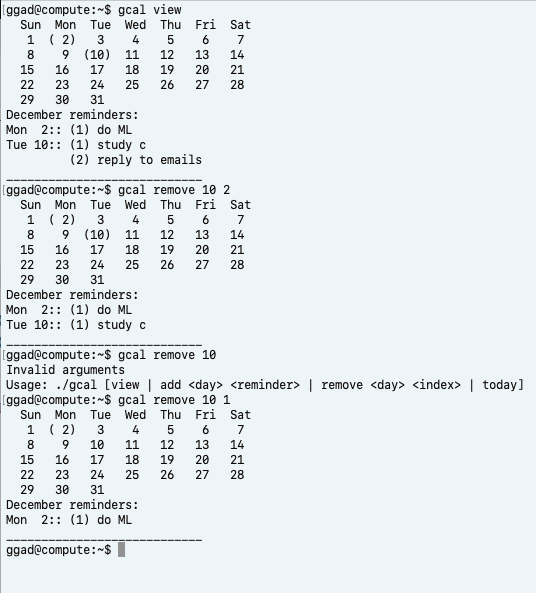 ggad@compute:~$ gcal view
Sun Mon Tue Wed Thu Fri Sat
1 ( 2) 3 4 5 6 7
8 9 (10) 11 12 13 14
15 16 17 18 19 20 21
22 23 24 25 26 27 28
29 30 31
December reminders:
Mon 2:: (1) do ML
Tue 10:: (1) study c
(2) reply to emails
____________________________
[ggad@compute:~$ gcal remove 10 2
Sun Mon Tue Wed Thu Fri Sat
1 ( 2) 3 4 5 6 7
8 9 (10) 11 12 13 14
15 16 17 18 19 20 21
22 23 24 25 26 27 28
29 30 31
December reminders:
Mon 2:: (1) do ML
Tue 10:: (1) study c
____________________________
[ggad@compute:~$ gcal remove 10
Invalid arguments
Usage: ./gcal [view | add <day> <reminder> | remove <day> <index> | today]
[ggad@compute:~$ gcal remove 10 1
Sun Mon Tue Wed Thu Fri Sat
1 ( 2) 3 4 5 6 7
8 9 10 11 12 13 14
15 16 17 18 19 20 21
22 23 24 25 26 27 28
29 30 31
December reminders:
Mon 2:: (1) do ML
____________________________
ggad@compute:~$